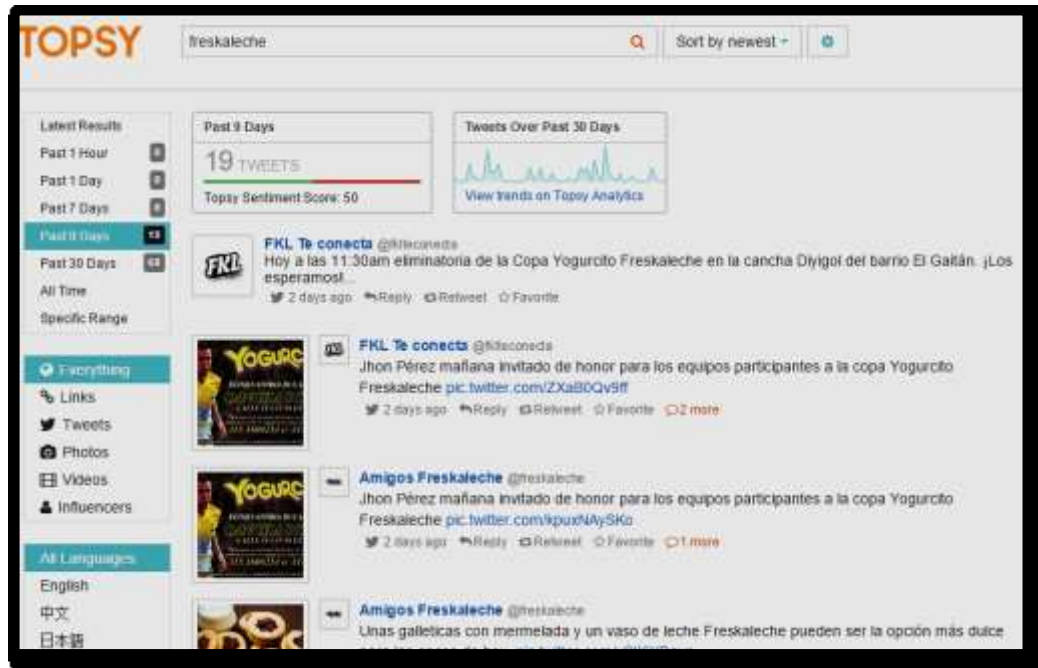 TOPSY
freskaleche
Sort by newest
Latest Results
Past 1 Hour
Past 1 Day
Past 7 Days
Past 9 Days
Past 30 Days
All Time
Specific Range
Everything
Links
Tweets
Photos
Videos
Influencers
All Languages
English
中文
日本語
Past 9 Days
19 TWEETS
Topsy Sentiment Score: 50
Tweets Over Past 30 Days
View trends on Topsy Analytics
FKL
FKL Te conecta @fklteconecta
Hoy a las 11:30am eliminatoria de la Copa Yogurcito Freskaleche en la cancha Diyigol del barrio El Gaitán. ¡Los
esperamos!...
2 days ago Reply Retweet Favorite
YOGURC
FKL Te conecta @fklteconecta
Jhon Pérez mañana invitado de honor para los equipos participantes a la copa Yogurcito
Freskaleche pic.twitter.com/ZXaB0Qv9ff
2 days ago Reply Retweet Favorite 2 more
YOGURC
Amigos Freskaleche @freskaleche
Jhon Pérez mañana invitado de honor para los equipos participantes a la copa Yogurcito
Freskaleche pic.twitter.com/kpuxNAySKo
2 days ago Reply Retweet Favorite 1 more
Amigos Freskaleche @freskaleche
Unas galleticas con mermelada y un vaso de leche Freskaleche pueden ser la opción más dulce